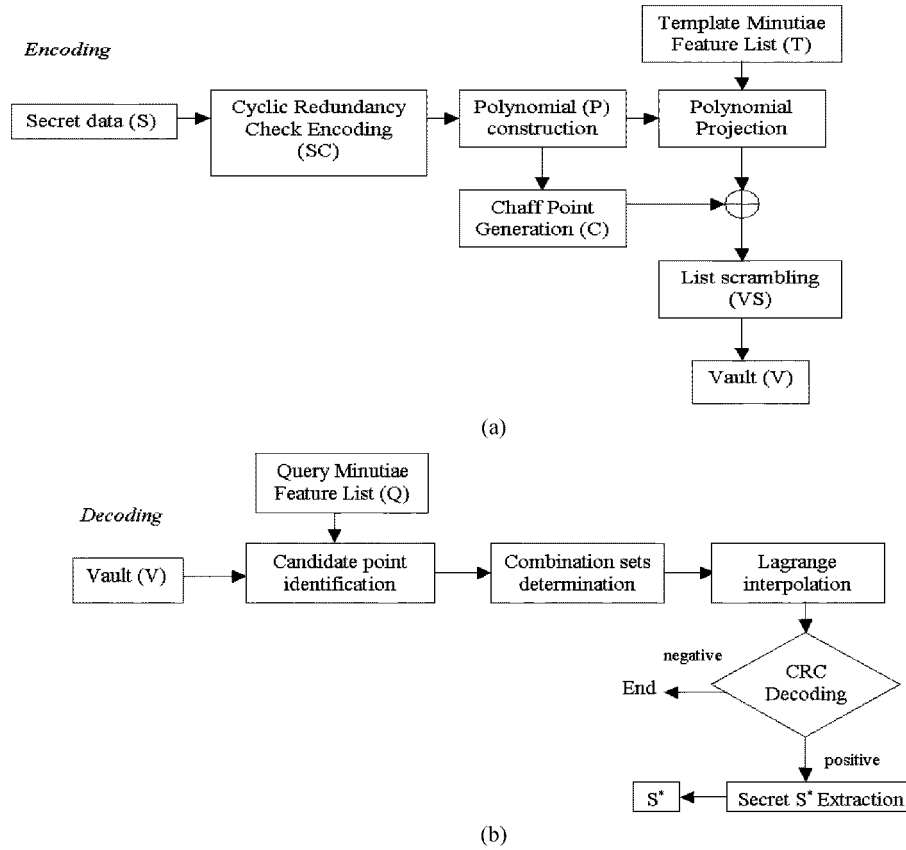 Encoding
Template Minutiae
Feature List (T)
Secret data (S)
Cyclic Redundancy
Check Encoding
(SC)
Polynomial (P)
construction
Polynomial
Projection
Chaff Point
Generation (C)
List scrambling
(VS)
Vault (V)
(a)
Query Minutiae
Feature List (Q)
Decoding
Vault (V)
Candidate point
identification
Combination sets
determination
Lagrange
interpolation
negative
CRC
Decoding
End
positive
S*
Secret S* Extraction
(b)